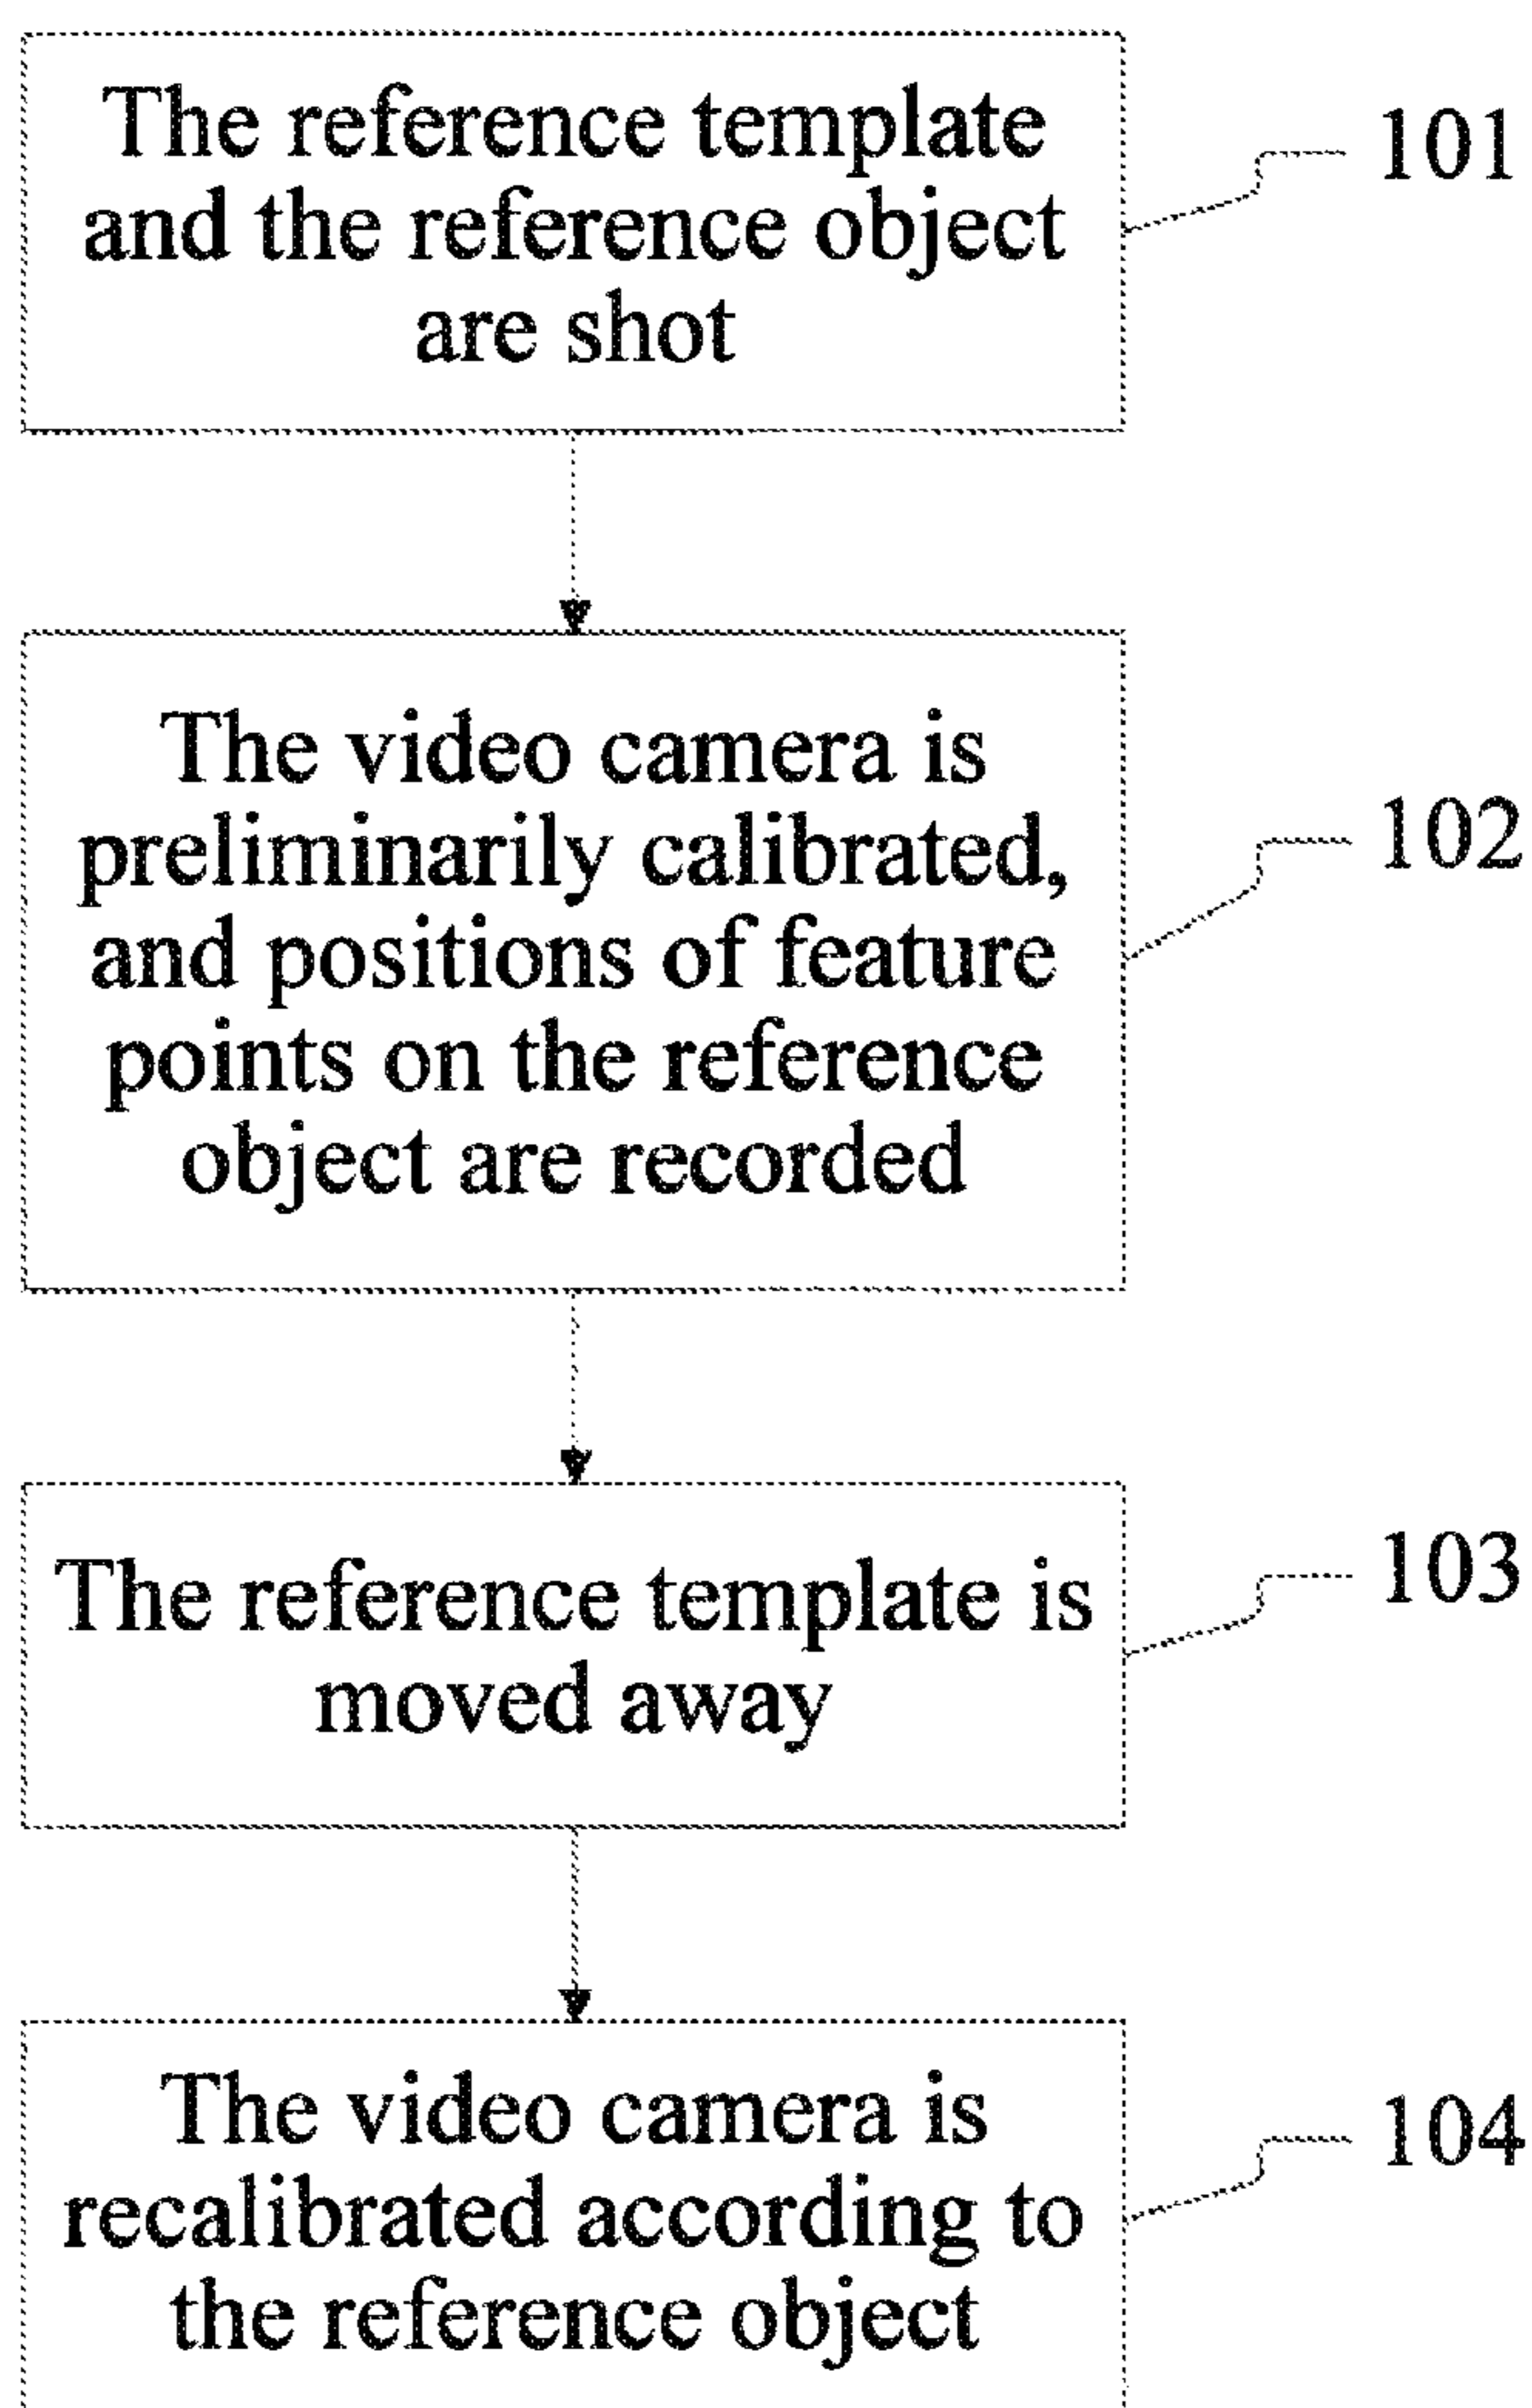 The reference template
and the reference object
are shot
101
The video camera is
preliminarily calibrated,
and positions of feature
points on the reference
object are recorded
102
The reference template is
moved away
103
The video camera is
recalibrated according to
the reference object
104